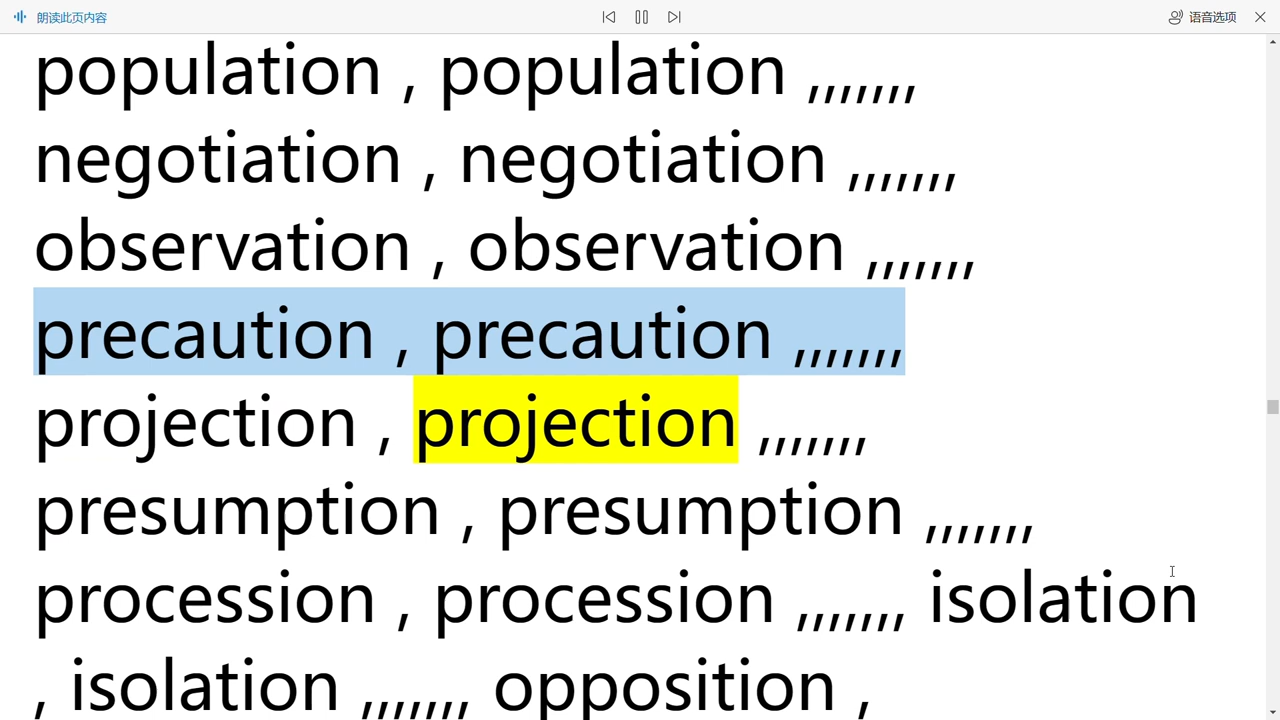 朗读此页内容
语音选项
population , population ,,,,,,,
negotiation , negotiation ,,,,,,,
observation , observation ,,,,,,,
precaution , precaution ,,,,,,,
projection , projection ,,,,,,,
presumption , presumption ,,,,,,,
procession , procession ,,,,,,, isolation
, isolation ,,,,,,, opposition ,